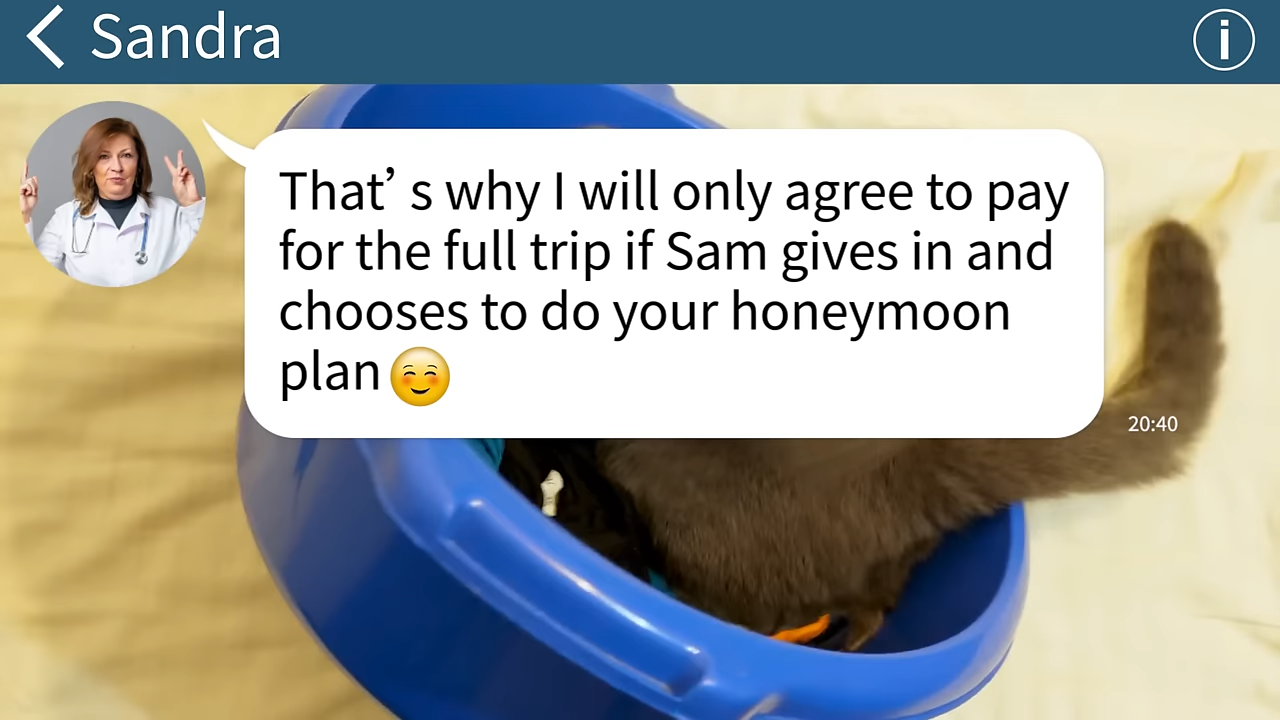 Sandra
That’s why I will only agree to pay
for the full trip if Sam gives in and
chooses to do your honeymoon
plan😊
20:40